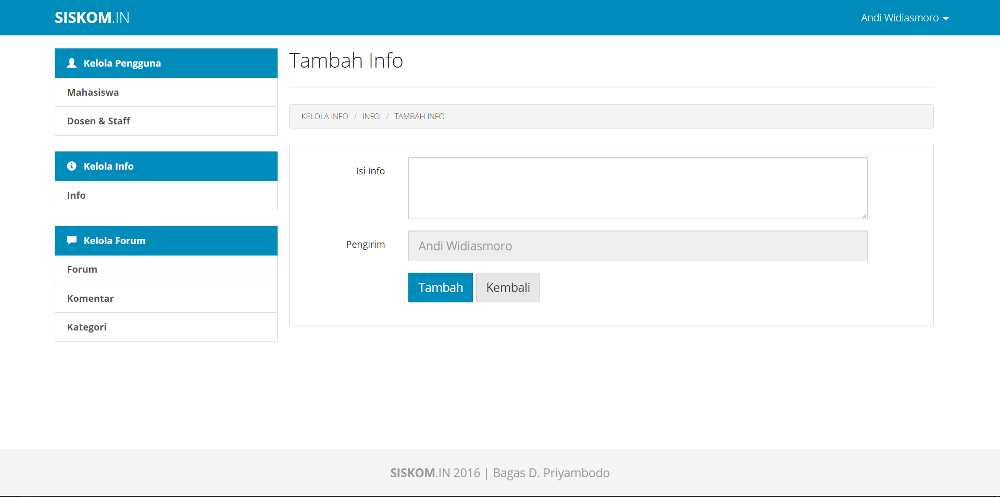 SISKOM.IN
Andi Widiasmoro
Kelola Pengguna
Mahasiswa
Dosen & Staff
Kelola Info
Info
Kelola Forum
Forum
Komentar
Kategori
Tambah Info
KELOLA INFO / INFO / TAMBAH INFO
Isi Info
Pengirim
Andi Widiasmoro
Tambah
Kembali
SISKOM.IN 2016 | Bagas D. Priyambodo